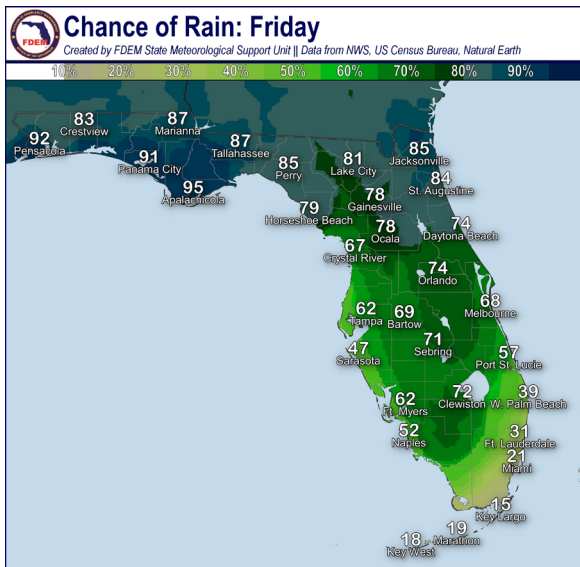 FDEM
Chance of Rain: Friday
Created by FDEM State Meteorological Support Unit || Data from NWS, US Census Bureau, Natural Earth
10% 20% 30% 40% 50% 60% 70% 80% 90%
92
Pensacola
83
Crestview
87
Marianna
91
Panama City
95
Apalachicola
87
Tallahassee
85
Perry
81
Lake City
85
Jacksonville
84
St. Augustine
78
Gainesville
79
Horseshoe Beach
78
Ocala
74
Daytona Beach
67
Crystal River
74
Orlando
68
Melbourne
62
Tampa
69
Bartow
71
Sebring
47
Sarasota
57
Port St. Lucie
62
Ft. Myers
72
Clewiston
39
W. Palm Beach
52
Naples
31
Ft. Lauderdale
21
Miami
15
Key Largo
19
Marathon
18
Key West